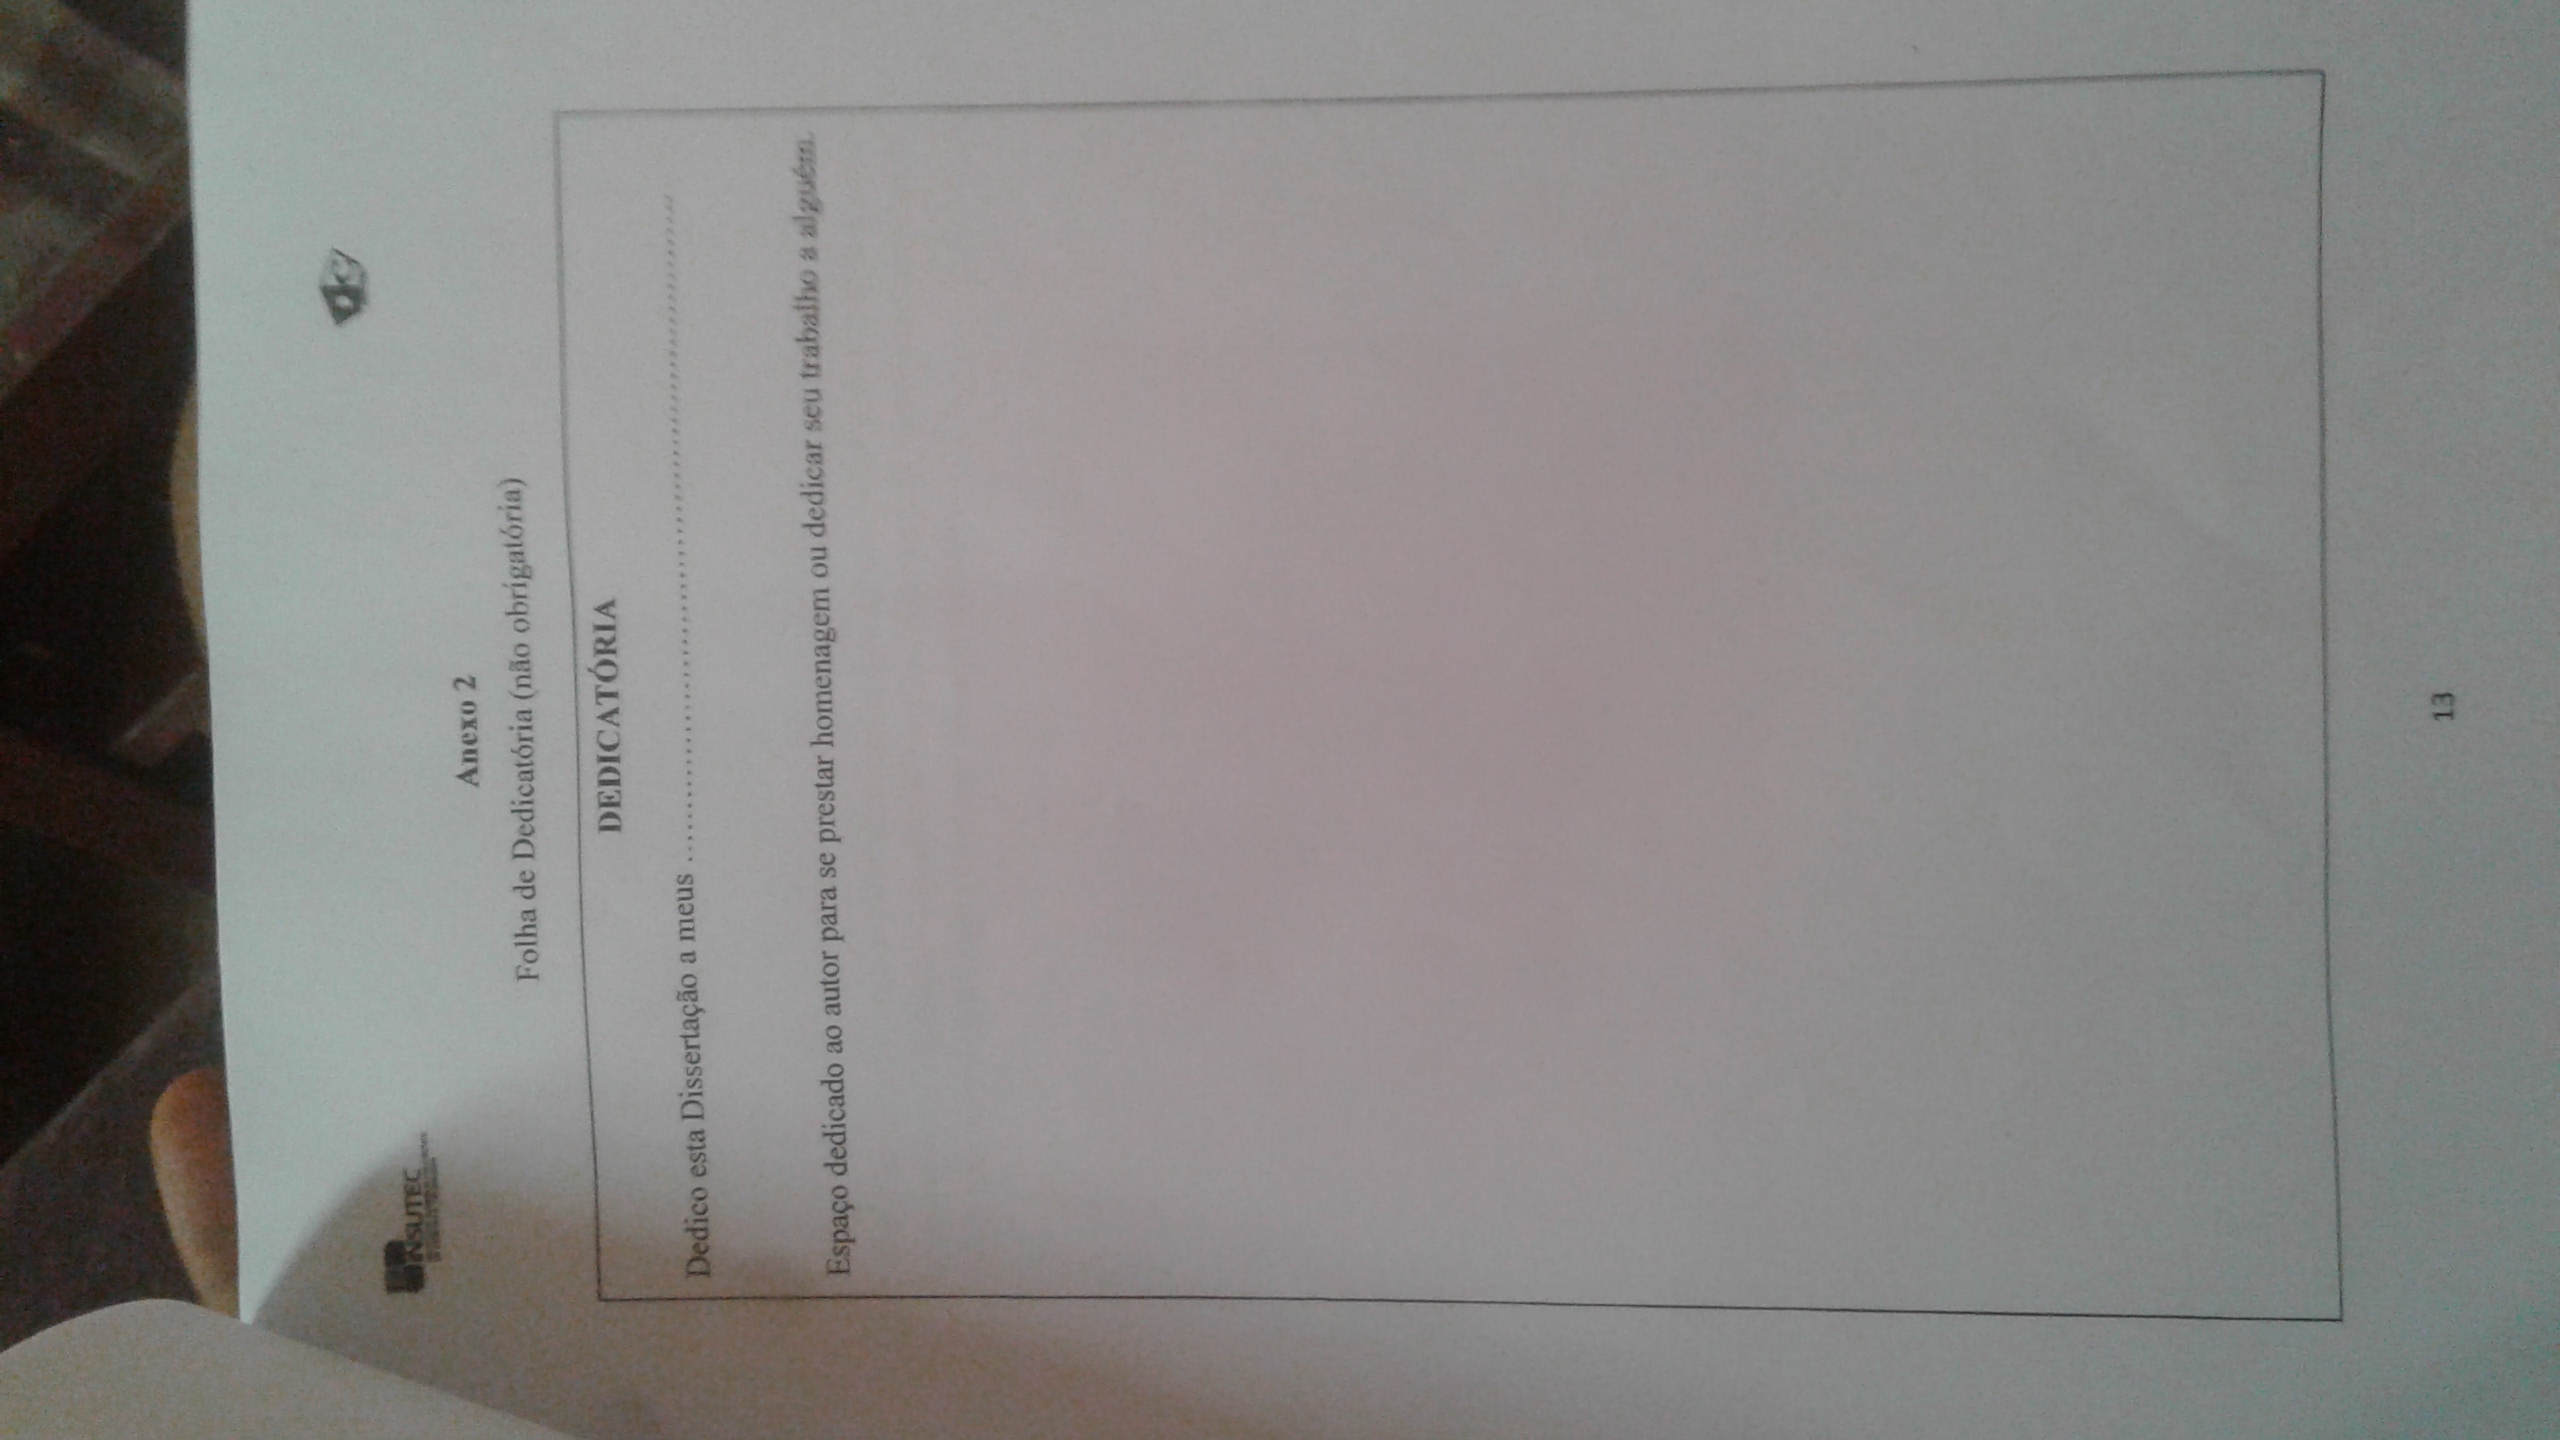 INSUTEC
Anexo 2
Folha de Dedicatória (não obrigatória)
DEDICATÓRIA
Dedico esta Dissertação a meus ..............................................................
Espaço dedicado ao autor para se prestar homenagem ou dedicar seu trabalho a alguém.
13